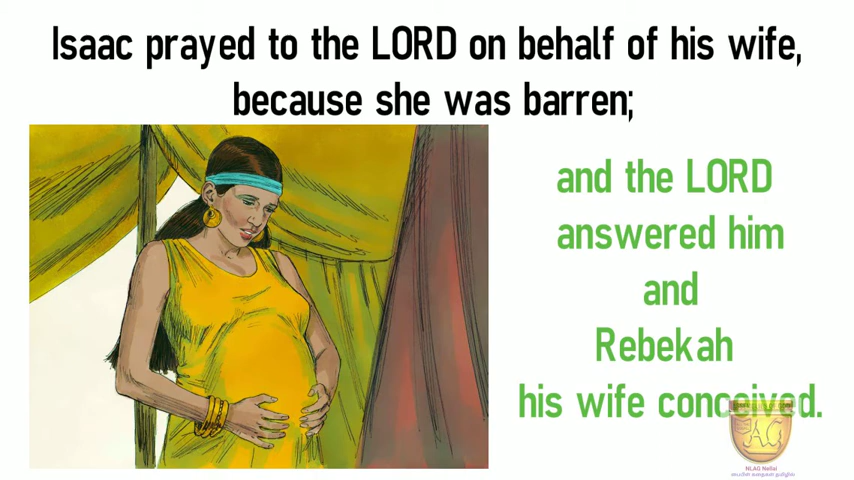 Isaac prayed to the LORD on behalf of his wife,
because she was barren;
and the LORD
answered him
and
Rebekah
his wife conceived.
AG
NLAG Nellai